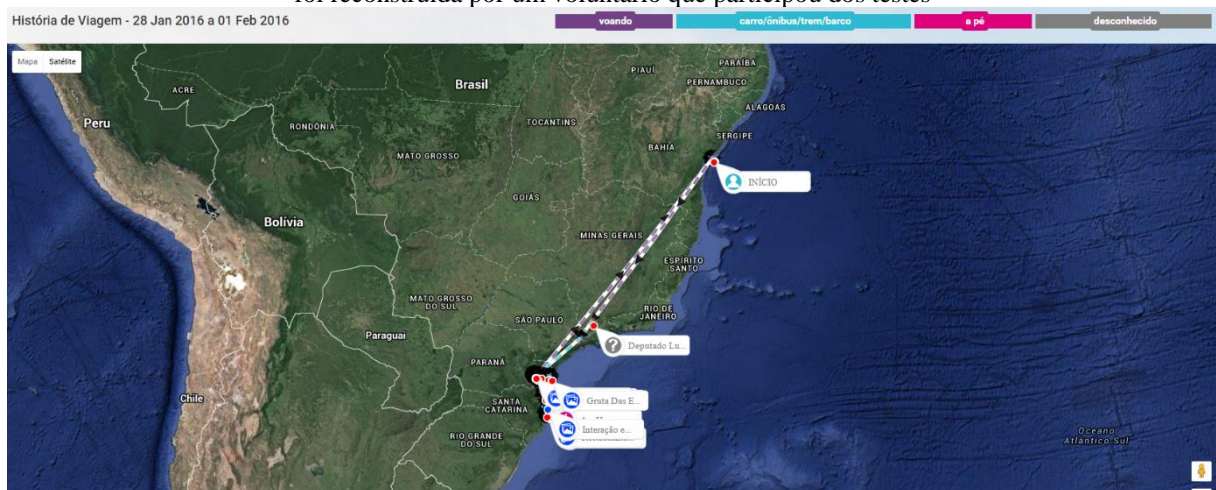 foi reconstruída por um voluntário que participou dos testes
História de Viagem - 28 Jan 2016 a 01 Feb 2016
voando
carro/ônibus/trem/barco
a pé
desconhecido
Mapa Satélite
PARAÍBA
PIAUÍ
PERNAMBUCO
Brasil
ACRE
ALAGOAS
Peru
RONDÔNIA
TOCANTINS
SERGIPE
BAHIA
MATO GROSSO
INÍCIO
GOIÁS
Bolívia
MINAS GERAIS
ESPÍRITO
SANTO
MATO GROSSO
DO SUL
RIO DE
JANEIRO
SÃO PAULO
Paraguai
Deputado Lu...
PARANÁ
Chile
SANTA
CATARINA
Gruta Das E...
Interação e...
RIO GRANDE
DO SUL
Oceano
Atlântico Sul